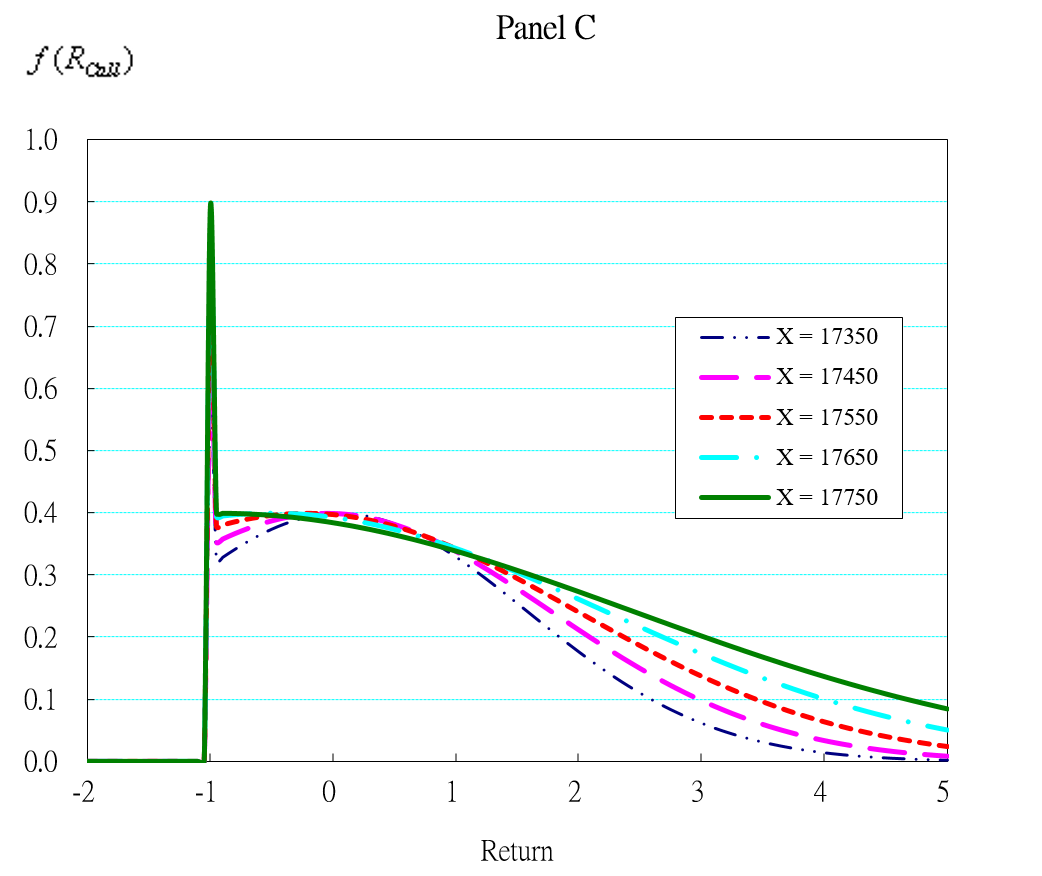 Panel C
f(R_Call)
1.0
0.9
0.8
0.7
0.6
0.5
0.4
0.3
0.2
0.1
0.0
-2 -1 0 1 2 3 4 5
Return
X = 17350
X = 17450
X = 17550
X = 17650
X = 17750